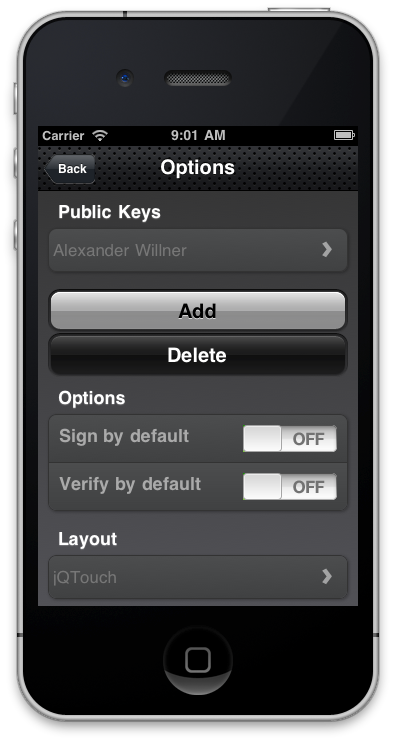 Carrier 9:01 AM
Back Options
Public Keys
Alexander Willner
Add
Delete
Options
Sign by default OFF
Verify by default OFF
Layout
jQTouch